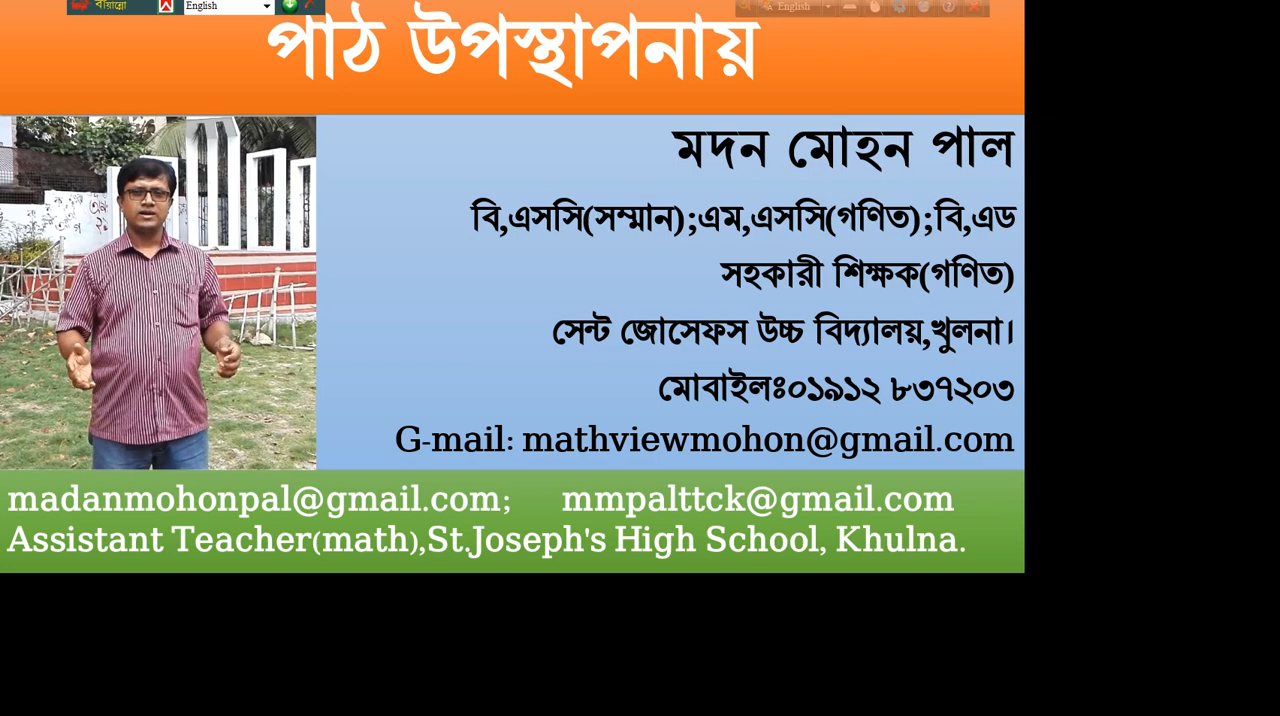 বায়ান্নো English
English
পাঠ উপস্থাপনায়
মদন মোহন পাল
বি,এসসি(সম্মান);এম,এসসি(গণিত);বি,এড
সহকারী শিক্ষক(গণিত)
সেন্ট জোসেফস উচ্চ বিদ্যালয়,খুলনা।
মোবাইলঃ০১৯১২ ৮৩৭২০৩
G-mail: mathviewmohon@gmail.com
madanmohonpal@gmail.com; mmpalttck@gmail.com
Assistant Teacher(math),St.Joseph's High School, Khulna.